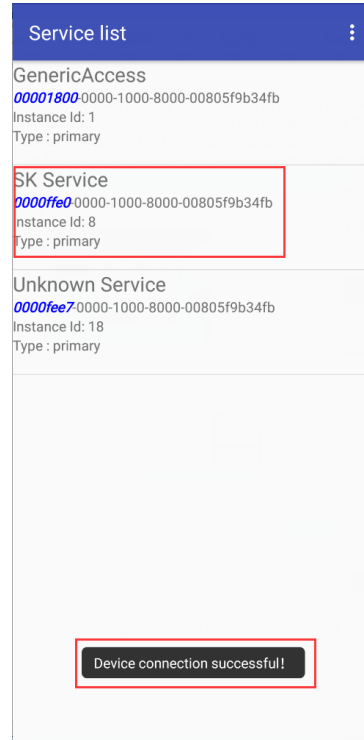 Service list
GenericAccess
00001800-0000-1000-8000-00805f9b34fb
Instance Id: 1
Type : primary
SK Service
0000ffe0-0000-1000-8000-00805f9b34fb
Instance Id: 8
Type : primary
Unknown Service
0000fee7-0000-1000-8000-00805f9b34fb
Instance Id: 18
Type : primary
Device connection successful!